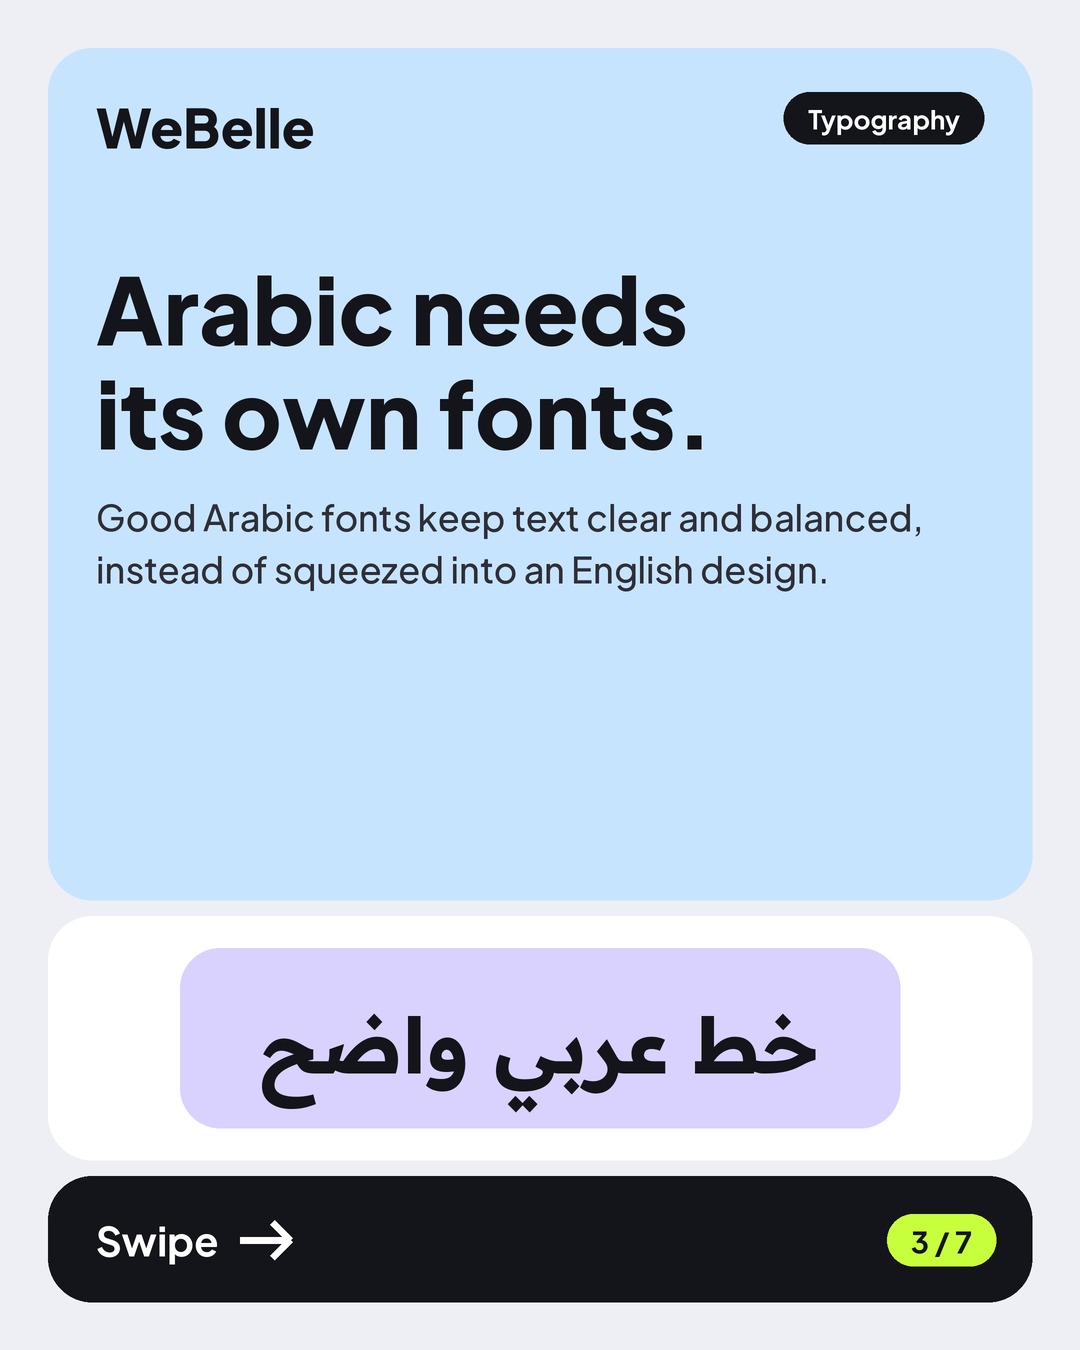 WeBelle
Typography
Arabic needs
its own fonts.
Good Arabic fonts keep text clear and balanced,
instead of squeezed into an English design.
خط عربي واضح
Swipe →
3 / 7